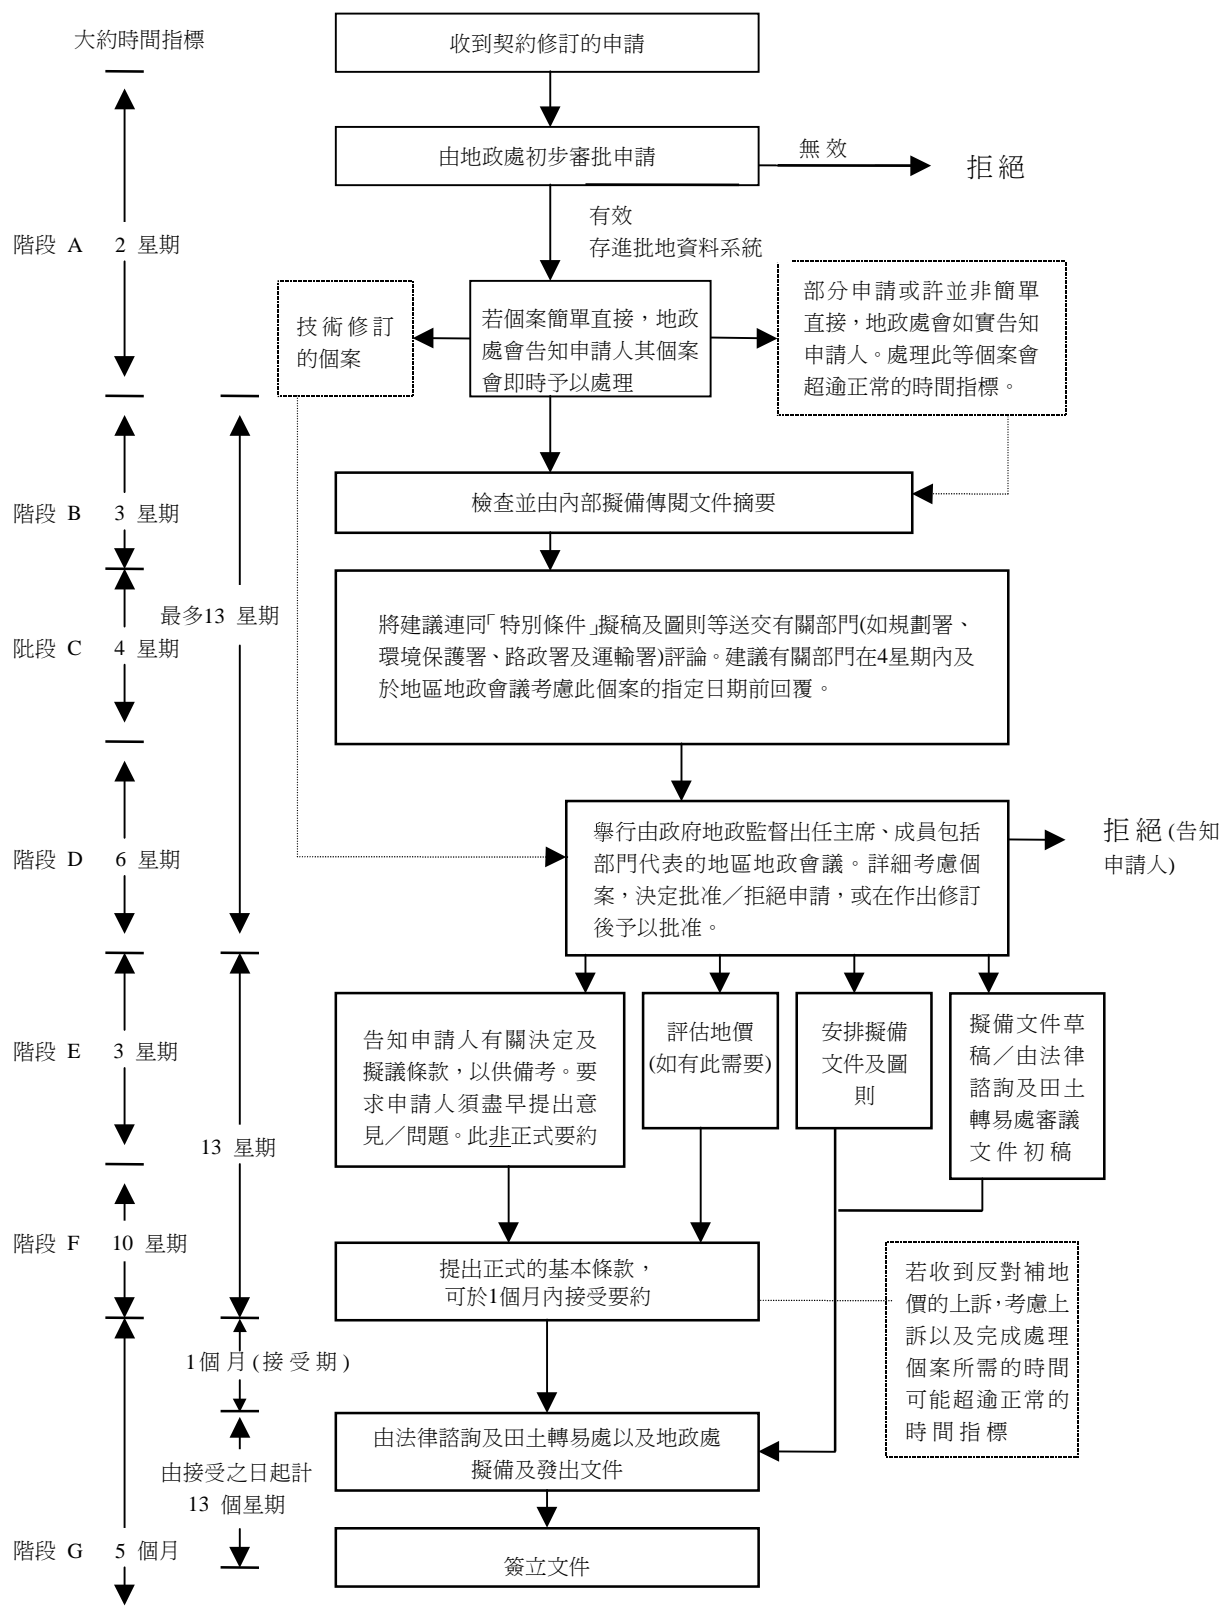 大約時間指標
收到契約修訂的申請
由地政處初步審批申請
無效
拒絕
有效
存進批地資料系統
階段 A 2 星期
技術修訂
的個案
若個案簡單直接，地政
處會告知申請人其個案
會即時予以處理
部分申請或許並非簡單
直接，地政處會如實告知
申請人。處理此等個案會
超逾正常的時間指標。
階段 B 3 星期
檢查並由內部擬備傳閱文件摘要
最多13 星期
阰段 C 4 星期
將建議連同「特別條件」擬稿及圖則等送交有關部門(如規劃署、
環境保護署、路政署及運輸署)評論。建議有關部門在4星期內及
於地區地政會議考慮此個案的指定日期前回覆。
階段 D 6 星期
舉行由政府地政監督出任主席、成員包括
部門代表的地區地政會議。詳細考慮個
案，決定批准／拒絕申請，或在作出修訂
後予以批准。
拒絕(告知
申請人)
階段 E 3 星期
告知申請人有關決定及
擬議條款，以供備考。要
求申請人須盡早提出意
見／問題。此非正式要約
評估地價
(如有此需要)
安排擬備
文件及圖
則
擬備文件草
稿／由法律
諮詢及田土
轉易處審議
文件初稿
13 星期
階段 F 10 星期
提出正式的基本條款，
可於1個月內接受要約
若收到反對補地
價的上訴，考慮上
訴以及完成處理
個案所需的時間
可能超逾正常的
時間指標
1個月(接受期)
由法律諮詢及田土轉易處以及地政處
擬備及發出文件
由接受之日起計
13 個星期
階段 G 5 個月
簽立文件